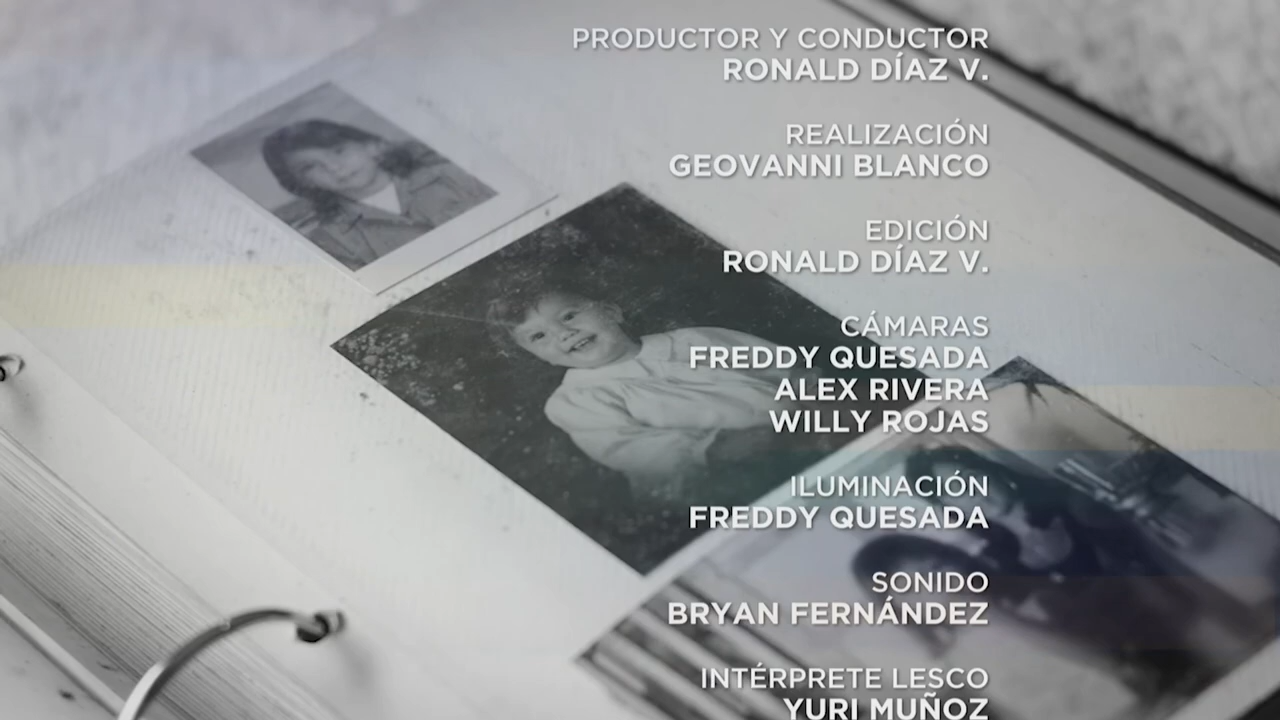 PRODUCTOR Y CONDUCTOR
RONALD DÍAZ V.
REALIZACIÓN
GEOVANNI BLANCO
EDICIÓN
RONALD DÍAZ V.
CÁMARAS
FREDDY QUESADA
ALEX RIVERA
WILLY ROJAS
ILUMINACIÓN
FREDDY QUESADA
SONIDO
BRYAN FERNÁNDEZ
INTÉRPRETE LESCO
YURI MUÑOZ